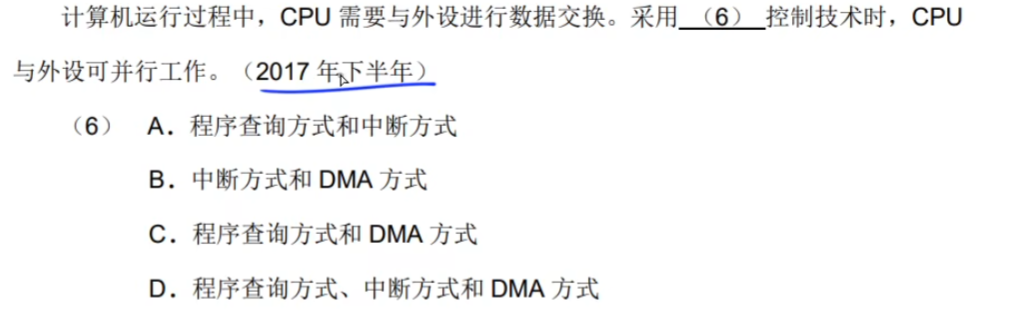 计算机运行过程中，CPU 需要与外设进行数据交换。采用 （6） 控制技术时，CPU
与外设可并行工作。（2017 年下半年）
（6） A．程序查询方式和中断方式
B．中断方式和 DMA 方式
C．程序查询方式和 DMA 方式
D．程序查询方式、中断方式和 DMA 方式